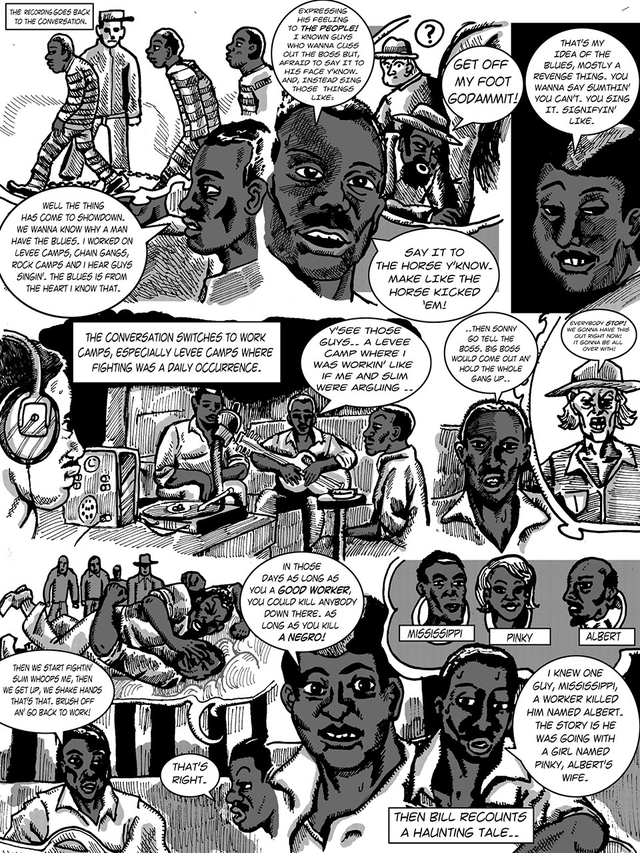 THE RECORDING GOES BACK
TO THE CONVERSATION.
EXPRESSING
HIS FEELING
TO THE PEOPLE!
I KNOWN GUYS
WHO WANNA CUSS
OUT THE BOSS BUT,
AFRAID TO SAY IT TO
HIS FACE Y'KNOW.
AND, INSTEAD SING
THOSE THINGS
LIKE:
?
GET OFF
MY FOOT
GODAMMIT!
THAT'S MY
IDEA OF THE
BLUES, MOSTLY A
REVENGE THING. YOU
WANNA SAY SUMTHIN'
YOU CAN'T. YOU SING
IT. SIGNIFYIN'
LIKE.
WELL THE THING
HAS COME TO SHOWDOWN.
WE WANNA KNOW WHY A MAN
HAVE THE BLUES. I WORKED ON
LEVEE CAMPS, CHAIN GANGS,
ROCK CAMPS AND I HEAR GUYS
SINGIN'. THE BLUES IS FROM
THE HEART I KNOW THAT.
SAY IT TO
THE HORSE Y'KNOW.
MAKE LIKE THE
HORSE KICKED
'EM!
THE CONVERSATION SWITCHES TO WORK
CAMPS, ESPECIALLY LEVEE CAMPS WHERE
FIGHTING WAS A DAILY OCCURRENCE.
Y'SEE THOSE
GUYS.. A LEVEE
CAMP WHERE I
WAS WORKIN' LIKE
IF ME AND SLIM
WERE ARGUING ..
..THEN SONNY
GO TELL THE
BOSS. BIG BOSS
WOULD COME OUT AN'
HOLD THE WHOLE
GANG UP..
EVERYBODY STOP!
WE GONNA HAVE THIS
OUT RIGHT NOW!
IT GONNA BE ALL
OVER WITH!
THEN WE START FIGHTIN'
SLIM WHOOPS ME, THEN
WE GET UP, WE SHAKE HANDS
THAT'S THAT. BRUSH OFF
AN' GO BACK TO WORK!
IN THOSE
DAYS AS LONG AS
YOU A GOOD WORKER,
YOU COULD KILL ANYBODY
DOWN THERE. AS
LONG AS YOU KILL
A NEGRO!
THAT'S
RIGHT.
MISSISSIPPI
PINKY
ALBERT
I KNEW ONE
GUY, MISSISSIPPI,
A WORKER KILLED
HIM NAMED ALBERT.
THE STORY IS HE
WAS GOING WITH
A GIRL NAMED
PINKY, ALBERT'S
WIFE.
THEN BILL RECOUNTS
A HAUNTING TALE..